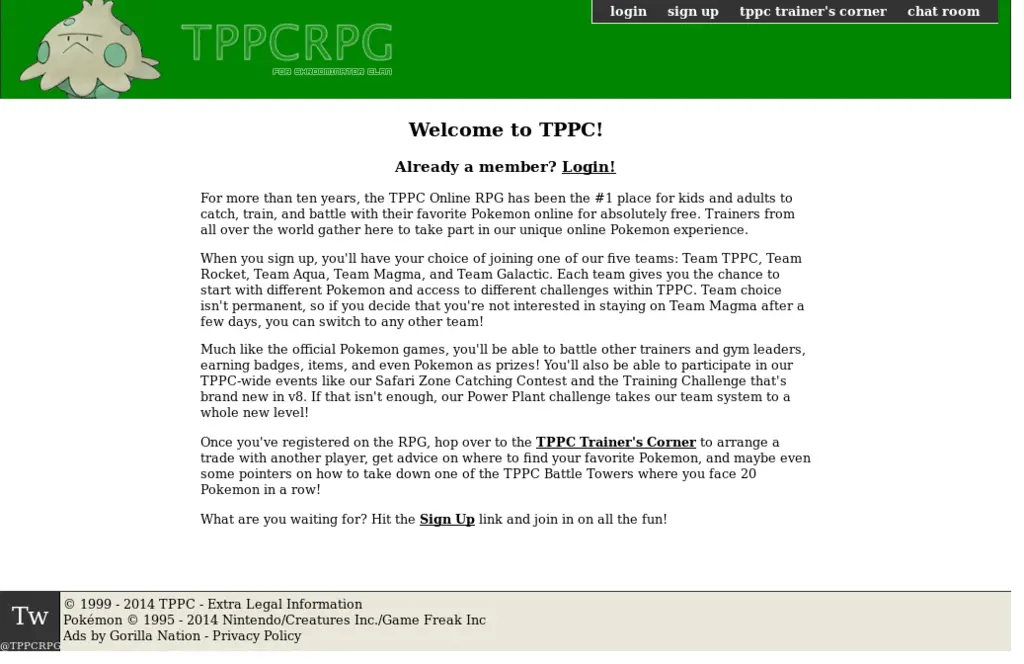 login sign up tppc trainer's corner chat room
TPPCRPG
FOR SHROOMINATOR CLAN
Welcome to TPPC!
Already a member? Login!
For more than ten years, the TPPC Online RPG has been the #1 place for kids and adults to
catch, train, and battle with their favorite Pokemon online for absolutely free. Trainers from
all over the world gather here to take part in our unique online Pokemon experience.
When you sign up, you'll have your choice of joining one of our five teams: Team TPPC, Team
Rocket, Team Aqua, Team Magma, and Team Galactic. Each team gives you the chance to
start with different Pokemon and access to different challenges within TPPC. Team choice
isn't permanent, so if you decide that you're not interested in staying on Team Magma after a
few days, you can switch to any other team!
Much like the official Pokemon games, you'll be able to battle other trainers and gym leaders,
earning badges, items, and even Pokemon as prizes! You'll also be able to participate in our
TPPC-wide events like our Safari Zone Catching Contest and the Training Challenge that's
brand new in v8. If that isn't enough, our Power Plant challenge takes our team system to a
whole new level!
Once you've registered on the RPG, hop over to the TPPC Trainer's Corner to arrange a
trade with another player, get advice on where to find your favorite Pokemon, and maybe even
some pointers on how to take down one of the TPPC Battle Towers where you face 20
Pokemon in a row!
What are you waiting for? Hit the Sign Up link and join in on all the fun!
Tw
@TPPCRPG
© 1999 - 2014 TPPC - Extra Legal Information
Pokémon © 1995 - 2014 Nintendo/Creatures Inc./Game Freak Inc
Ads by Gorilla Nation - Privacy Policy